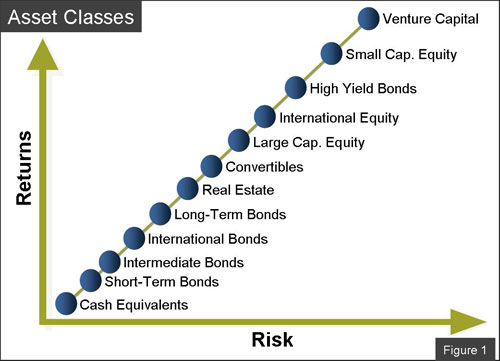 Asset Classes
Venture Capital
Small Cap. Equity
High Yield Bonds
International Equity
Large Cap. Equity
Convertibles
Real Estate
Long-Term Bonds
International Bonds
Intermediate Bonds
Short-Term Bonds
Cash Equivalents
Returns
Risk
Figure 1